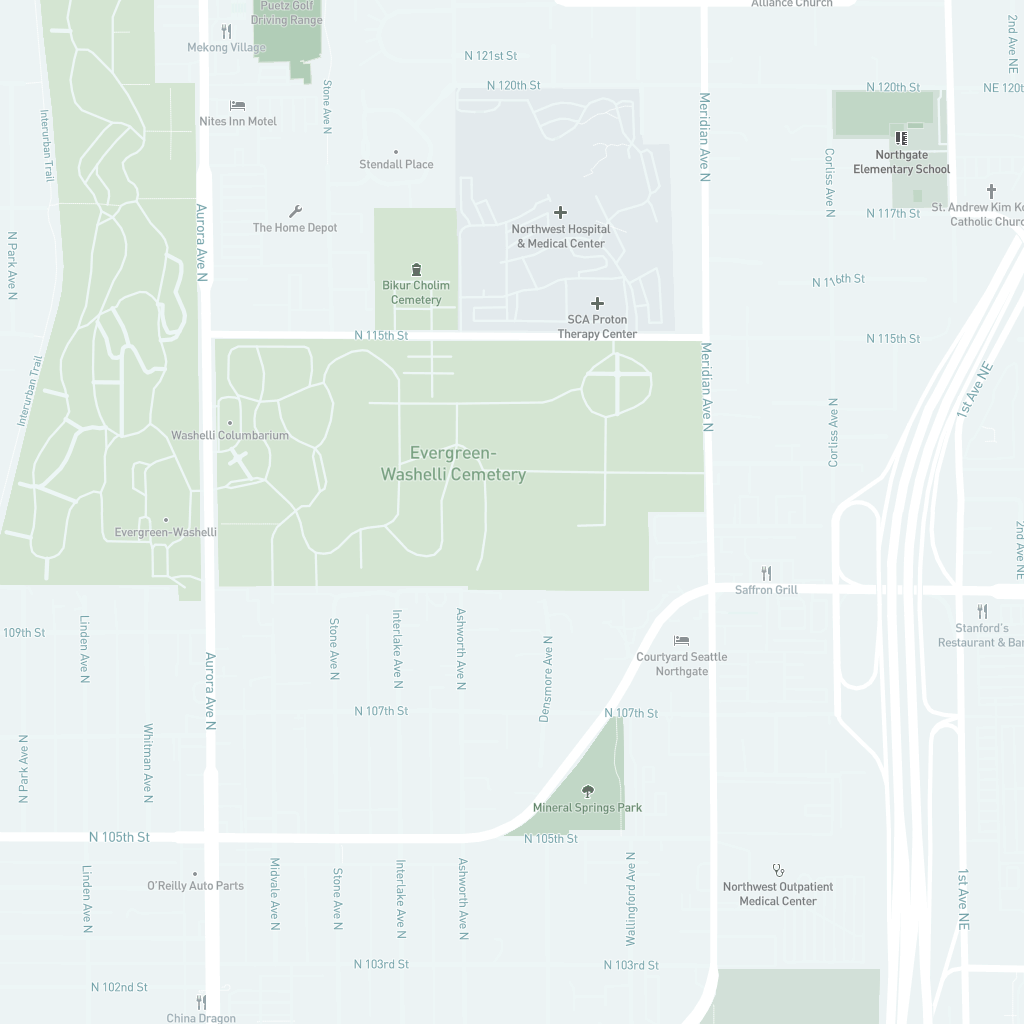 Alliance Church
Puetz Golf
Driving Range
Mekong Village
2nd Ave NE
N 121st St
N 120th St
N 120th St
NE 120t
Nites Inn Motel
Stone Ave N
Interurban Trail
Meridian Ave N
Stendall Place
Northgate
Elementary School
Corliss Ave N
The Home Depot
St. Andrew Kim Ko
Catholic Churc
N 117th St
Northwest Hospital
& Medical Center
Aurora Ave N
N Park Ave N
Bikur Cholim
Cemetery
N 116th St
SCA Proton
Therapy Center
N 115th St
N 115th St
Meridian Ave N
Interurban Trail
1st Ave NE
Corliss Ave N
Washelli Columbarium
Evergreen-
Washelli Cemetery
Evergreen-Washelli
2nd Ave NE
Saffron Grill
109th St
Linden Ave N
Stone Ave N
Interlake Ave N
Ashworth Ave N
Densmore Ave N
Stanford's
Restaurant & Bar
Courtyard Seattle
Northgate
Aurora Ave N
N 107th St
N 107th St
N Park Ave N
Whitman Ave N
Mineral Springs Park
N 105th St
N 105th St
O'Reilly Auto Parts
Linden Ave N
Midvale Ave N
Stone Ave N
Interlake Ave N
Ashworth Ave N
Wallingford Ave N
Northwest Outpatient
Medical Center
1st Ave NE
N 103rd St
N 103rd St
N 102nd St
China Dragon